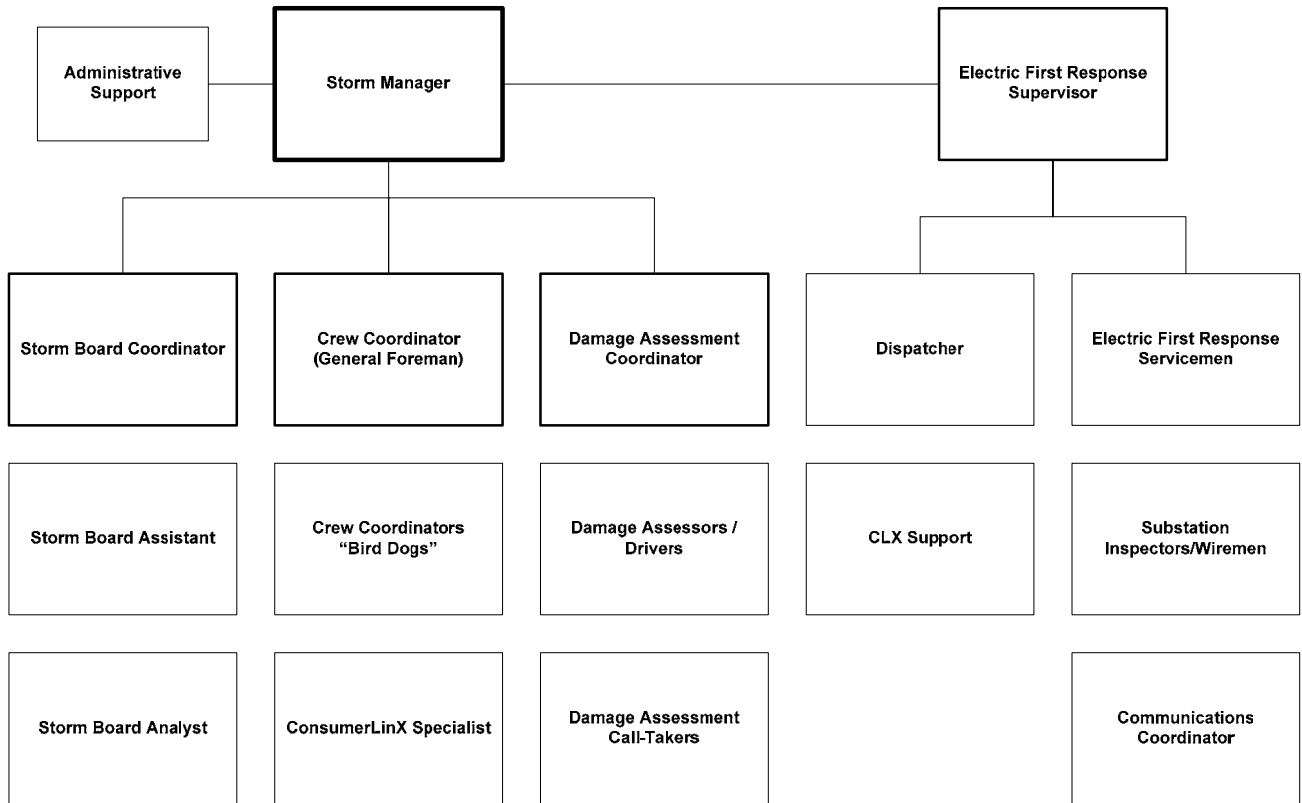 Administrative
Support
Storm Manager
Electric First Response
Supervisor
Storm Board Coordinator
Crew Coordinator
(General Foreman)
Damage Assessment
Coordinator
Dispatcher
Electric First Response
Servicemen
Storm Board Assistant
Crew Coordinators
“Bird Dogs”
Damage Assessors /
Drivers
CLX Support
Substation
Inspectors/Wiremen
Storm Board Analyst
ConsumerLinX Specialist
Damage Assessment
Call-Takers
Communications
Coordinator